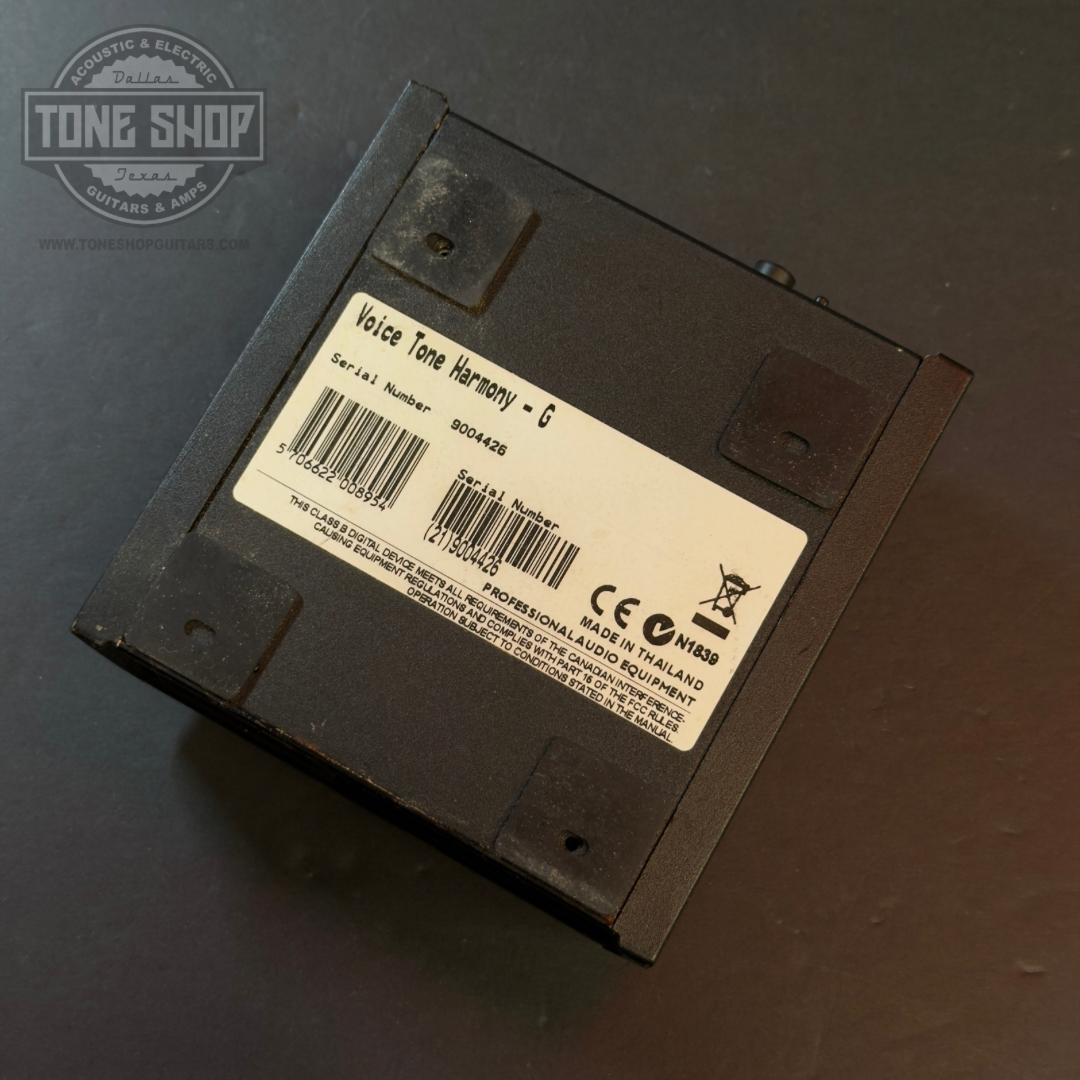 ACOUSTIC & ELECTRIC
Dallas
TONE SHOP
Texas
GUITARS & AMPS
WWW.TONESHOPGUITARS.COM
Voice Tone Harmony - G
Serial Number 9004426
5 706622 008954
Serial Number
(21)9004426
CE N1839
MADE IN THAILAND
PROFESSIONAL AUDIO EQUIPMENT
THIS CLASS B DIGITAL DEVICE MEETS ALL REQUIREMENTS OF THE CANADIAN INTERFERENCE-
CAUSING EQUIPMENT REGULATIONS AND COMPLIES WITH PART 15 OF THE FCC RULES.
OPERATION SUBJECT TO CONDITIONS STATED IN THE MANUAL.